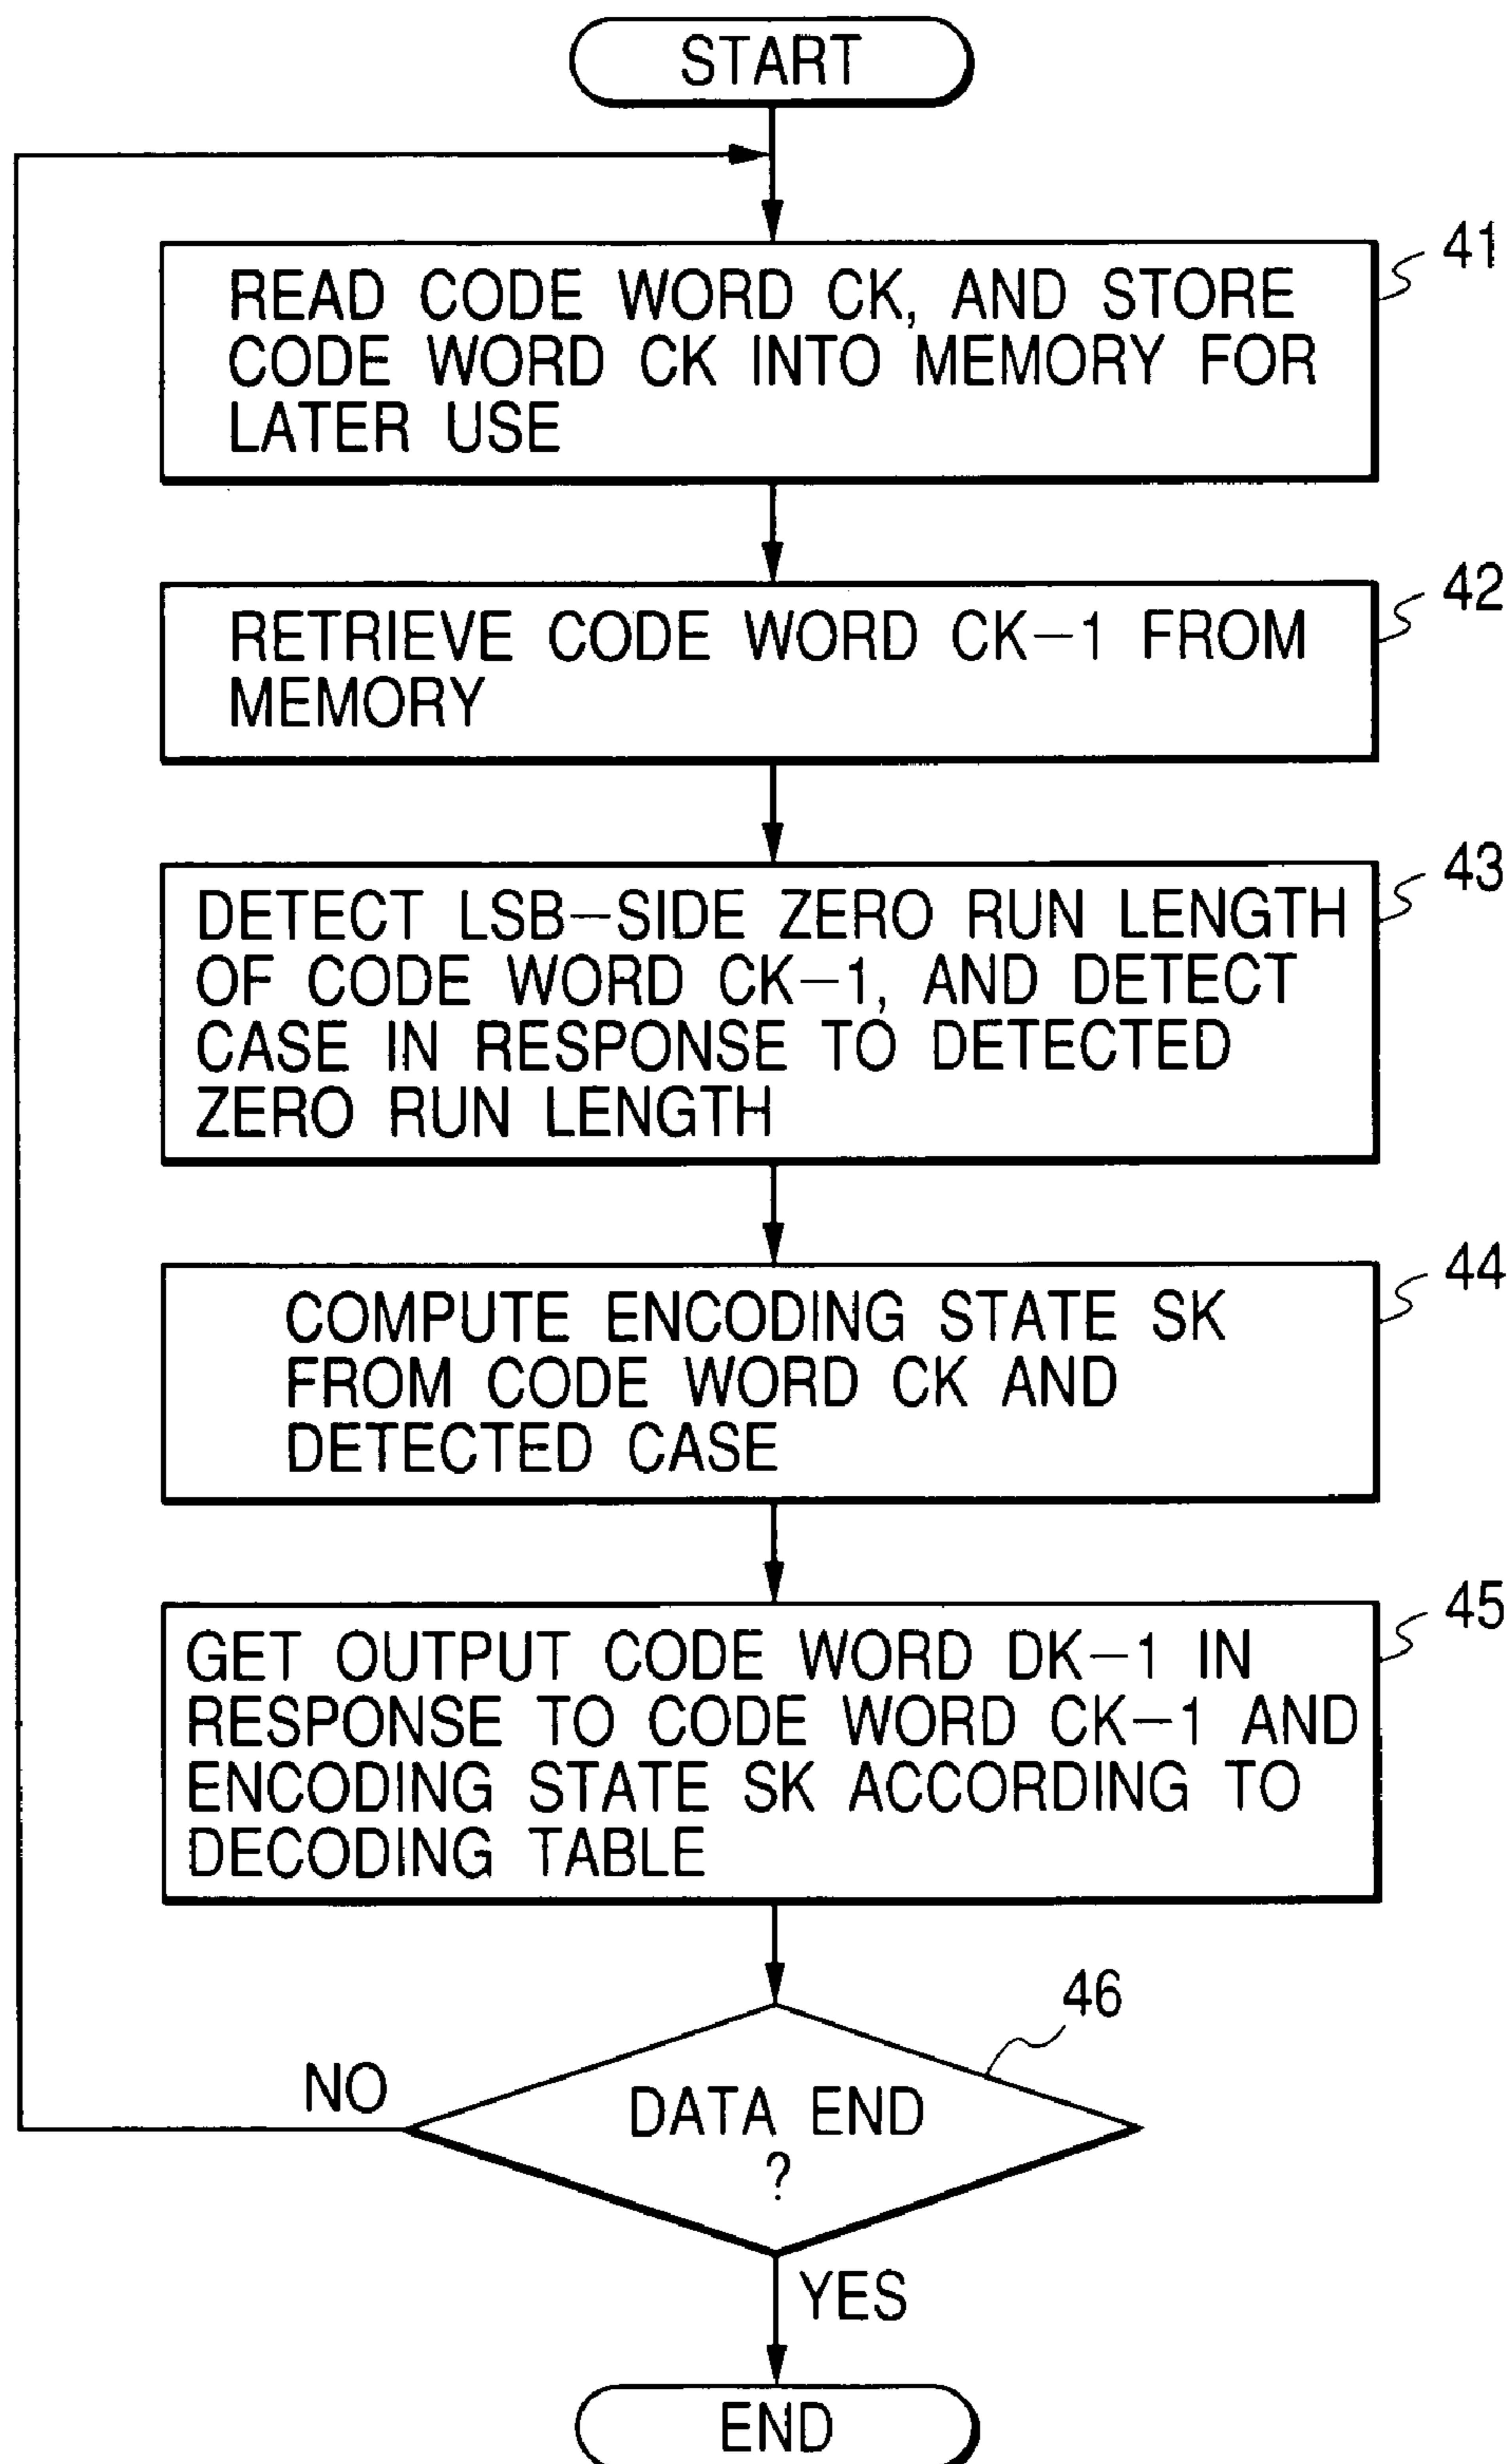 START
41
READ CODE WORD CK, AND STORE
CODE WORD CK INTO MEMORY FOR
LATER USE
42
RETRIEVE CODE WORD CK-1 FROM
MEMORY
43
DETECT LSB-SIDE ZERO RUN LENGTH
OF CODE WORD CK-1, AND DETECT
CASE IN RESPONSE TO DETECTED
ZERO RUN LENGTH
44
COMPUTE ENCODING STATE SK
FROM CODE WORD CK AND
DETECTED CASE
45
GET OUTPUT CODE WORD DK-1 IN
RESPONSE TO CODE WORD CK-1 AND
ENCODING STATE SK ACCORDING TO
DECODING TABLE
46
NO
DATA END
?
YES
END